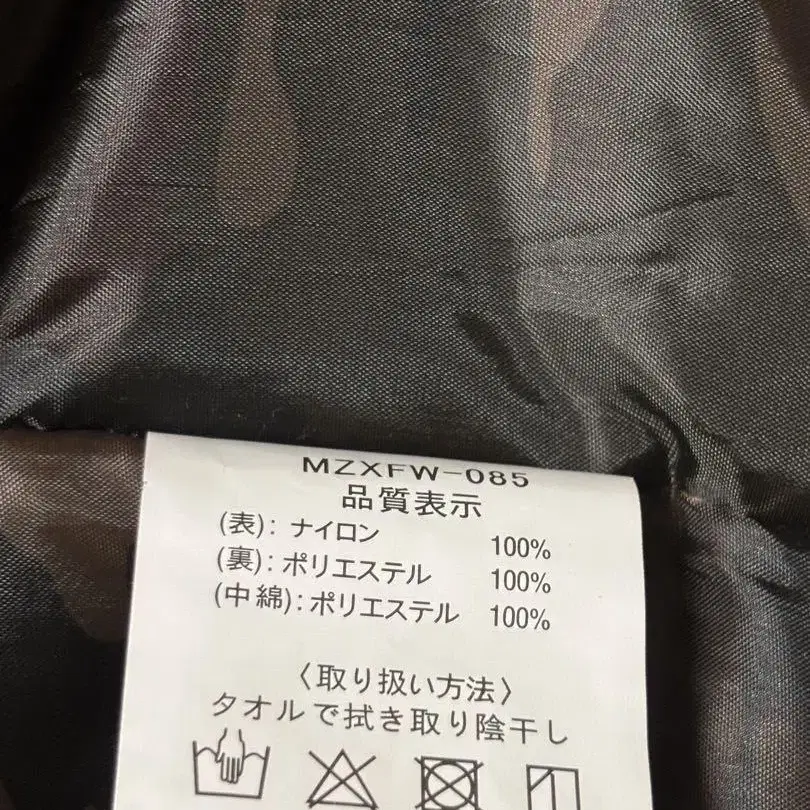 MZXFW-085
品質表示
(表): ナイロン 100%
(裏): ポリエステル 100%
(中綿): ポリエステル 100%
〈取り扱い方法〉
タオルで拭き取り陰干し